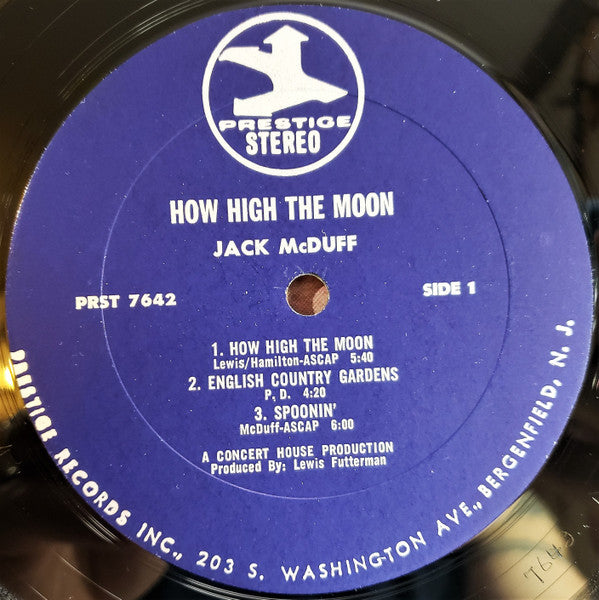 PRESTIGE
STEREO
HOW HIGH THE MOON
JACK McDUFF
PRST 7642
SIDE 1
1. HOW HIGH THE MOON
Lewis/Hamilton-ASCAP 5:40
2. ENGLISH COUNTRY GARDENS
P. D. 4:20
3. SPOONIN'
McDuff-ASCAP 6:00
A CONCERT HOUSE PRODUCTION
Produced By: Lewis Futterman
PRESTIGE RECORDS INC., 203 S. WASHINGTON AVE., BERGENFIELD, N. J.